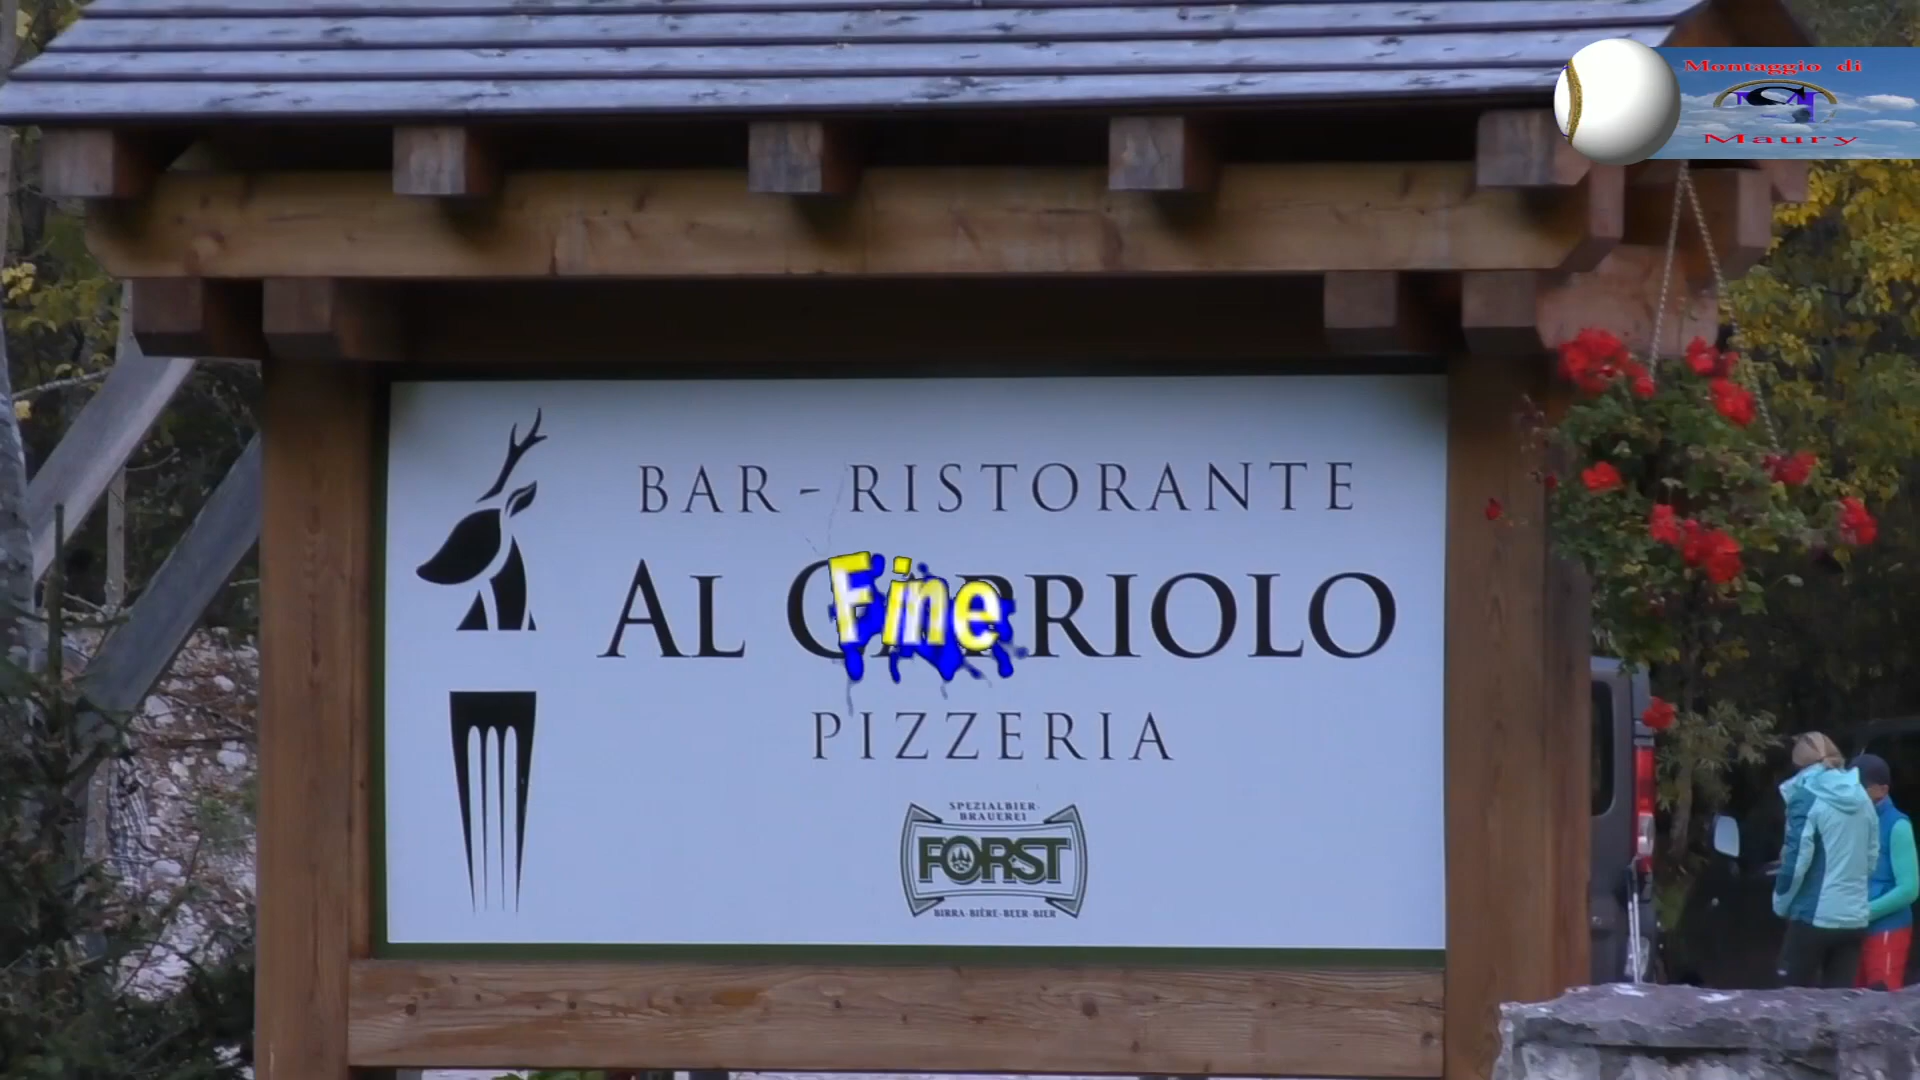 Montaggio di
Maury
BAR - RISTORANTE
AL RIOLO
Fine
PIZZERIA
SPEZIALBIER-
BRAUEREI
FORST
BIRRA-BIÈRE-BEER-BIER